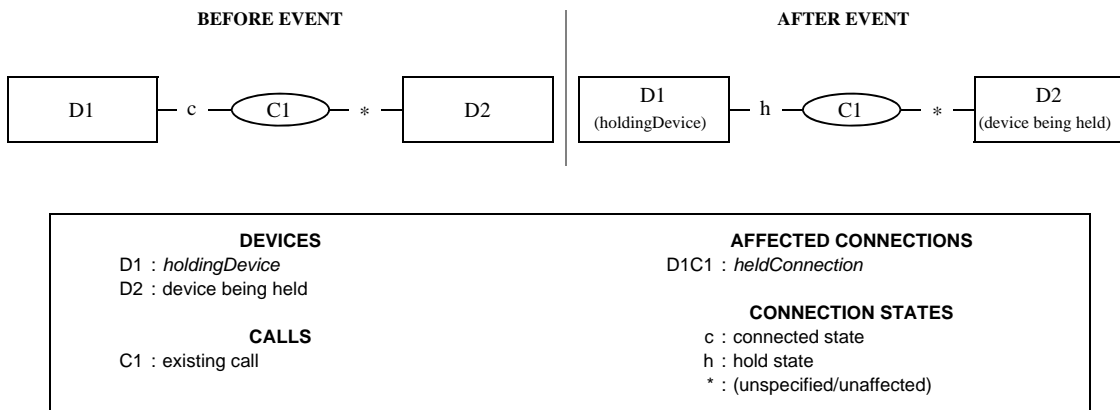 BEFORE EVENT
AFTER EVENT
D1 c C1 * D2
D1 h C1 * D2
(holdingDevice) (device being held)
DEVICES
D1 : holdingDevice
D2 : device being held
CALLS
C1 : existing call
AFFECTED CONNECTIONS
D1C1 : heldConnection
CONNECTION STATES
c : connected state
h : hold state
* : (unspecified/unaffected)